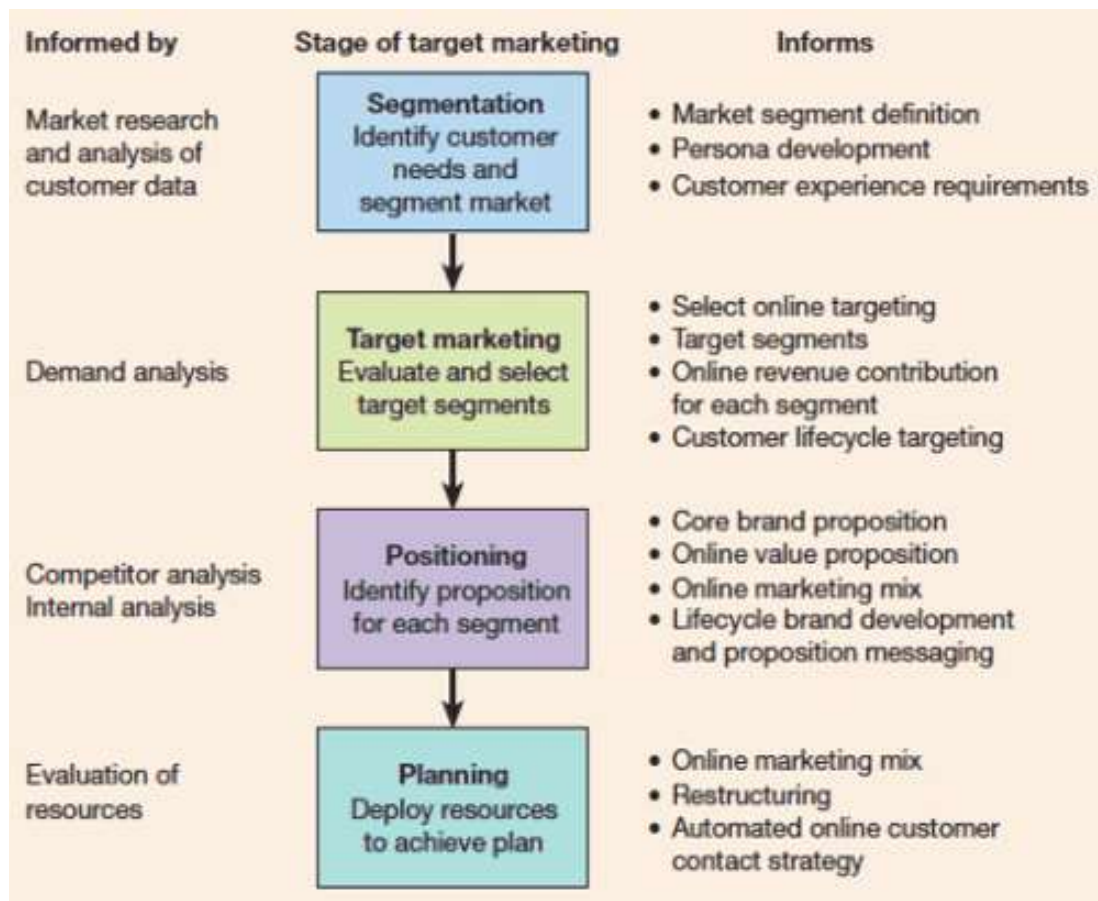 Informed by
Stage of target marketing
Informs
Market research
and analysis of
customer data
Segmentation
Identify customer
needs and
segment market
• Market segment definition
• Persona development
• Customer experience requirements
Demand analysis
Target marketing
Evaluate and select
target segments
• Select online targeting
• Target segments
• Online revenue contribution
for each segment
• Customer lifecycle targeting
Competitor analysis
Internal analysis
Positioning
Identify proposition
for each segment
• Core brand proposition
• Online value proposition
• Online marketing mix
• Lifecycle brand development
and proposition messaging
Evaluation of
resources
Planning
Deploy resources
to achieve plan
• Online marketing mix
• Restructuring
• Automated online customer
contact strategy